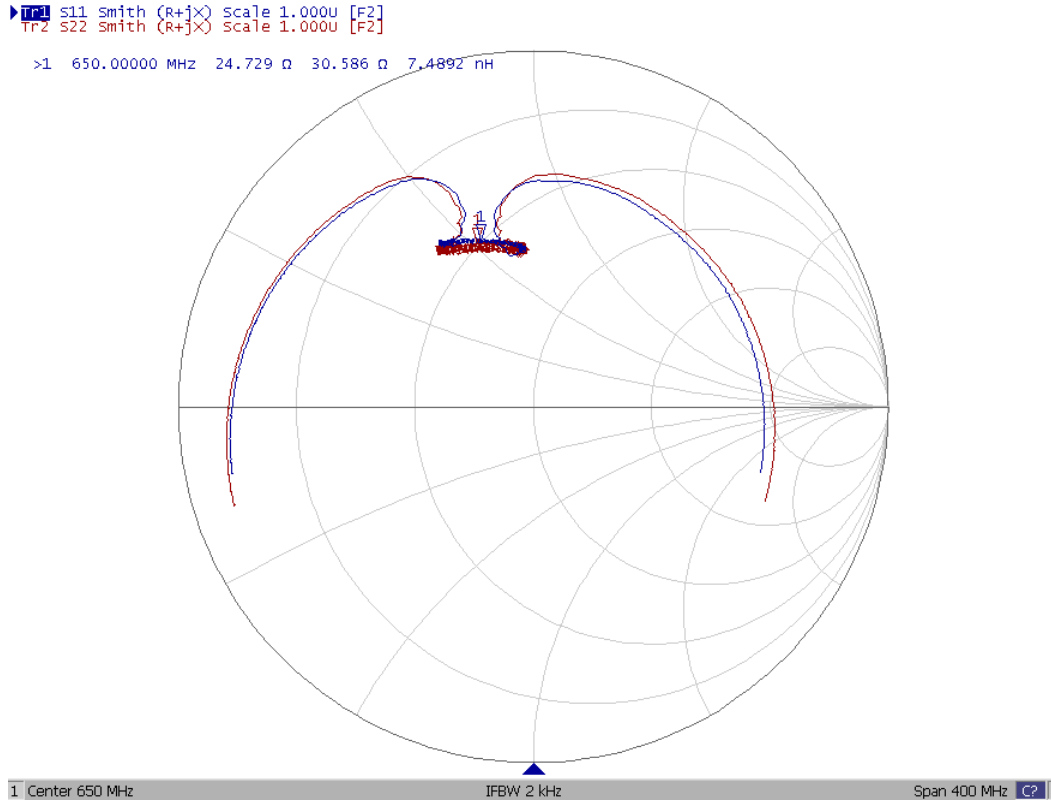 Tr1 S11 Smith (R+jX) Scale 1.000U [F2]
Tr2 S22 Smith (R+jX) Scale 1.000U [F2]
>1 650.00000 MHz 24.729 Ω 30.586 Ω 7.4892 nH
1
1 Center 650 MHz IFBW 2 kHz Span 400 MHz C?